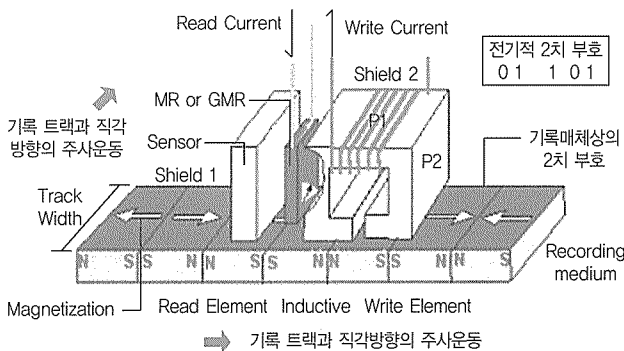 Read Current
Write Current
전기적 2치 부호
0 1 1 0 1
Shield 2
MR or GMR
P1
기록 트랙과 직각
방향의 주사운동
Sensor
P2
기록매체상의
2치 부호
Shield 1
Track
Width
N S S N N S S N N S S N N S
Recording
medium
Magnetization
Read Element Inductive Write Element
기록 트랙과 직각방향의 주사운동